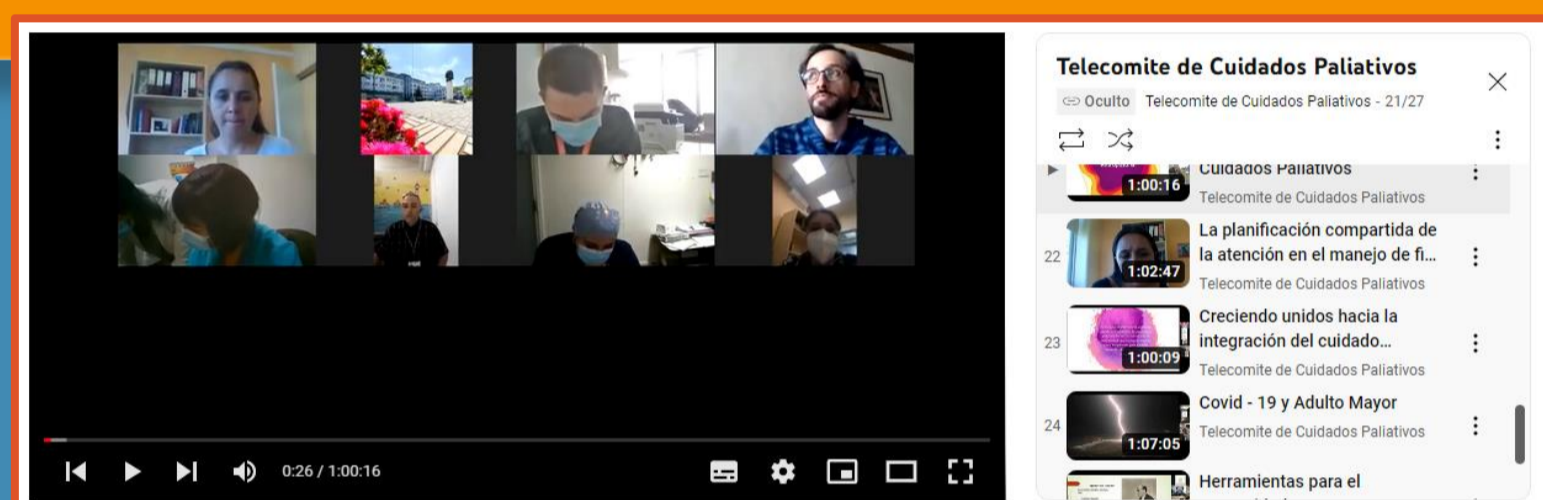 0:26 / 1:00:16
Telecomite de Cuidados Paliativos
Oculto Telecomite de Cuidados Paliativos - 21/27
Cuidados Paliativos
1:00:16
Telecomite de Cuidados Paliativos
22
1:02:47
La planificación compartida de
la atención en el manejo de fi...
Telecomite de Cuidados Paliativos
23
1:00:09
Creciendo unidos hacia la
integración del cuidado...
Telecomite de Cuidados Paliativos
24
1:07:05
Covid - 19 y Adulto Mayor
Telecomite de Cuidados Paliativos
Herramientas para el